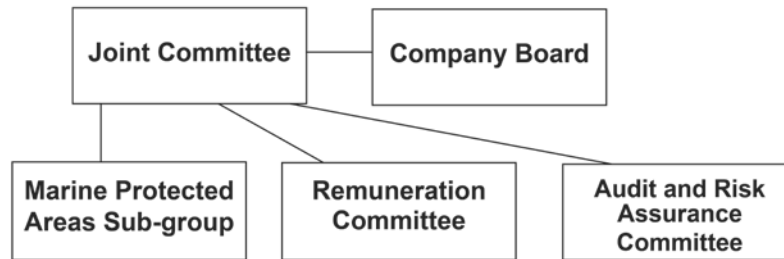 Joint Committee
Company Board
Marine Protected
Areas Sub-group
Remuneration
Committee
Audit and Risk
Assurance
Committee